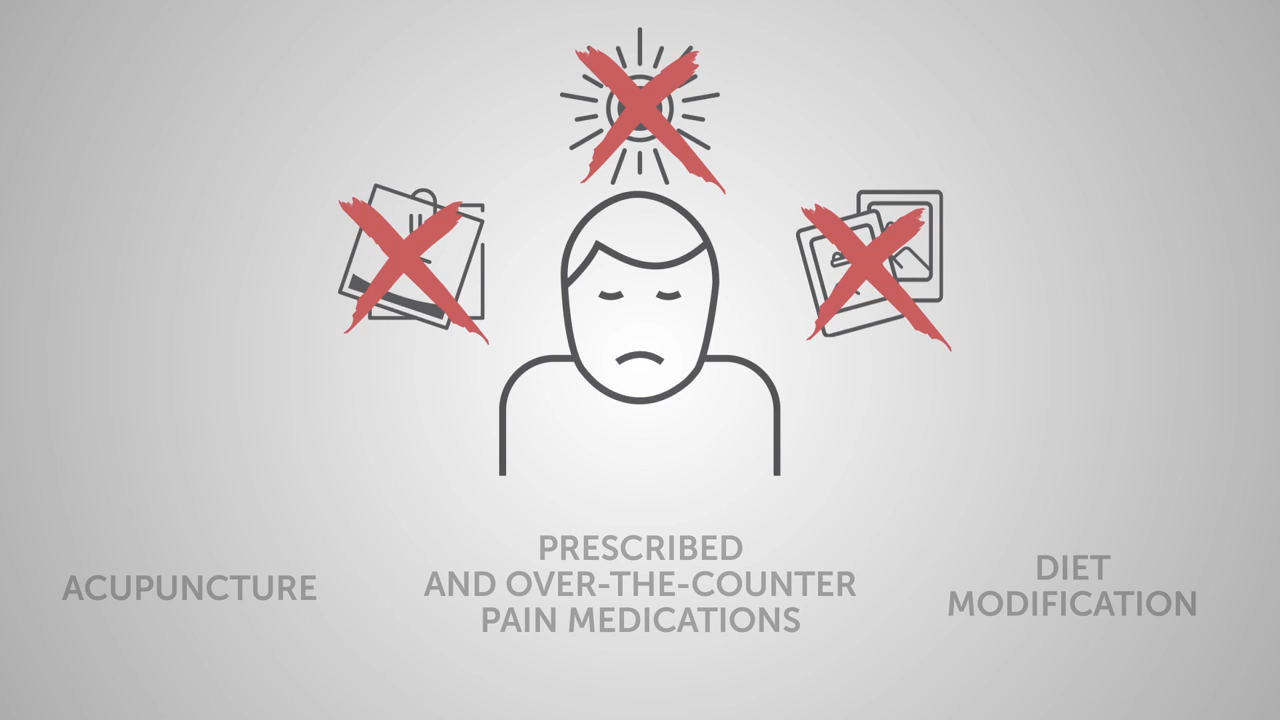 ACUPUNCTURE
PRESCRIBED
AND OVER-THE-COUNTER
PAIN MEDICATIONS
DIET
MODIFICATION